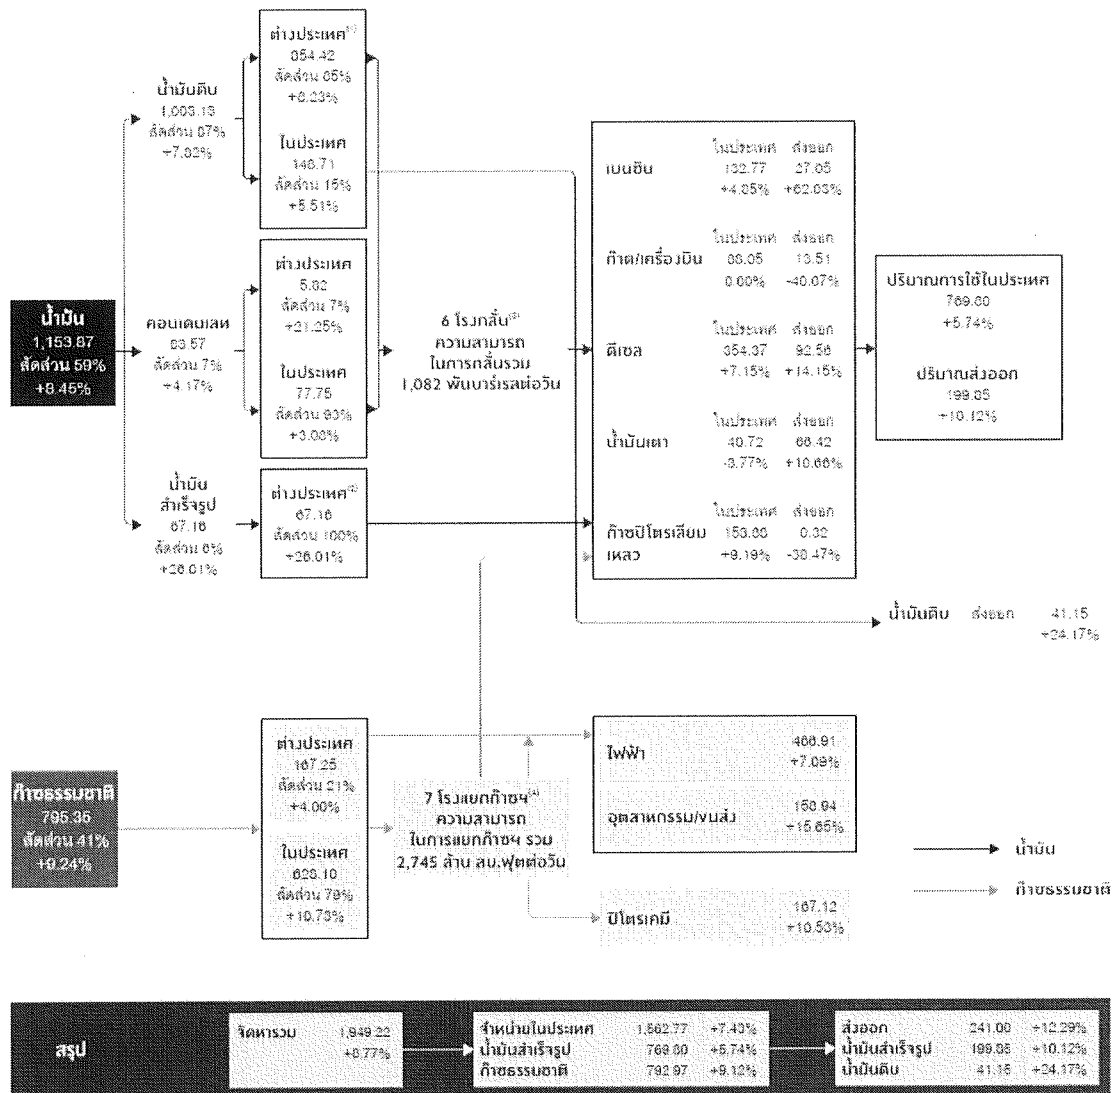 น้ำมัน
1,153.87
สัดส่วน 59%
+8.45%
น้ำมันดิบ
1,003.13
สัดส่วน 87%
+7.82%
คอนเดนเสท
83.57
สัดส่วน 7%
+4.17%
น้ำมัน
สำเร็จรูป
67.16
สัดส่วน 6%
+26.01%
ต่างประเทศ(1)
854.42
สัดส่วน 85%
+8.23%
ในประเทศ
148.71
สัดส่วน 15%
+5.51%
ต่างประเทศ
5.82
สัดส่วน 7%
+21.25%
ในประเทศ
77.75
สัดส่วน 93%
+3.08%
ต่างประเทศ(2)
67.16
สัดส่วน 100%
+26.01%
6 โรงกลั่น(3)
ความสามารถ
ในการกลั่นรวม
1,082 พันบาร์เรลต่อวัน
ในประเทศ ส่งออก
เบนซิน 132.77 27.05
+4.85% +62.03%
ในประเทศ ส่งออก
ก๊าด/เครื่องบิน 88.05 13.51
0.00% -40.07%
ในประเทศ ส่งออก
ดีเซล 354.37 92.56
+7.15% +14.15%
ในประเทศ ส่งออก
น้ำมันเตา 40.72 66.42
-3.77% +10.66%
ในประเทศ ส่งออก
ก๊าซปิโตรเลียม 153.88 0.32
เหลว +9.19% -38.47%
ปริมาณการใช้ในประเทศ
769.80
+5.74%
ปริมาณส่งออก
199.85
+10.12%
น้ำมันดิบ ส่งออก 41.15
+24.17%
ก๊าซธรรมชาติ
795.35
สัดส่วน 41%
+9.24%
ต่างประเทศ
167.25
สัดส่วน 21%
+4.00%
ในประเทศ
628.10
สัดส่วน 79%
+10.73%
7 โรงแยกก๊าซฯ(4)
ความสามารถ
ในการแยกก๊าซฯ รวม
2,745 ล้าน ลบ.ฟุตต่อวัน
ไฟฟ้า 466.91
+7.09%
อุตสาหกรรม/ขนส่ง 158.94
+15.65%
ปิโตรเคมี 167.12
+10.53%
น้ำมัน
ก๊าซธรรมชาติ
สรุป
จัดหารวม 1,949.22
+8.77%
จำหน่ายในประเทศ 1,562.77 +7.43%
น้ำมันสำเร็จรูป 769.80 +5.74%
ก๊าซธรรมชาติ 792.97 +9.12%
ส่งออก 241.00 +12.29%
น้ำมันสำเร็จรูป 199.85 +10.12%
น้ำมันดิบ 41.15 +24.17%